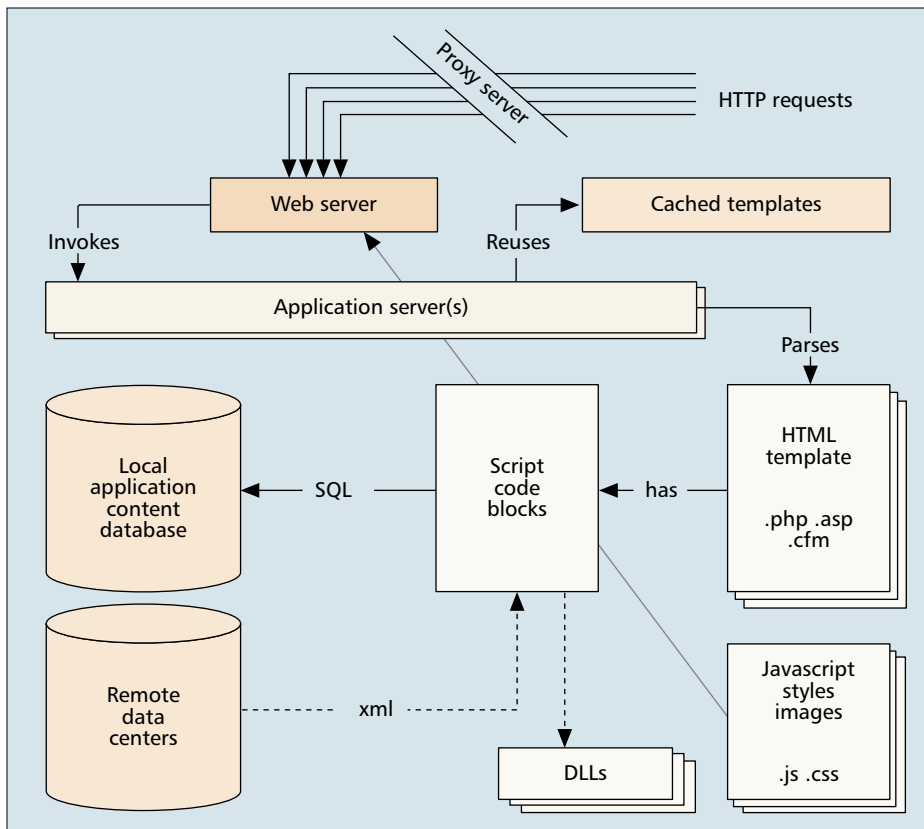 Proxy server
HTTP requests
Web server
Cached templates
Invokes
Reuses
Application server(s)
Parses
Local
application
content
database
SQL
Script
code
blocks
has
HTML
template
.php .asp
.cfm
Remote
data
centers
xml
DLLs
Javascript
styles
images
.js .css